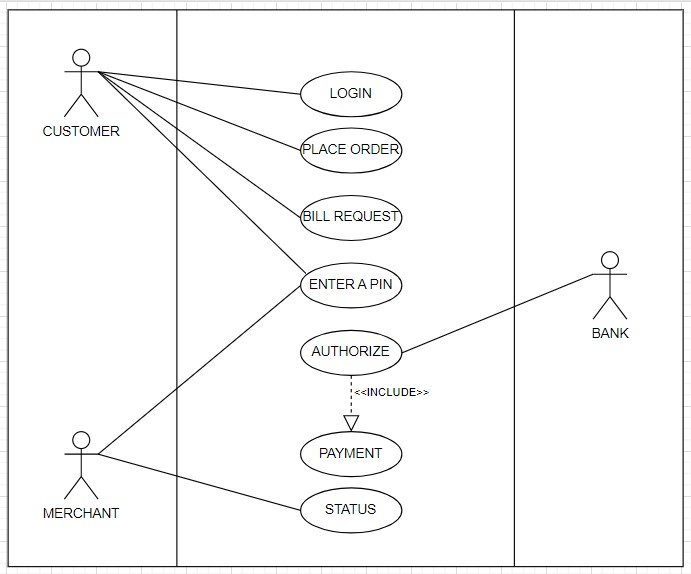 LOGIN
CUSTOMER
PLACE ORDER
BILL REQUEST
ENTER A PIN
BANK
AUTHORIZE
<<INCLUDE>>
PAYMENT
MERCHANT
STATUS